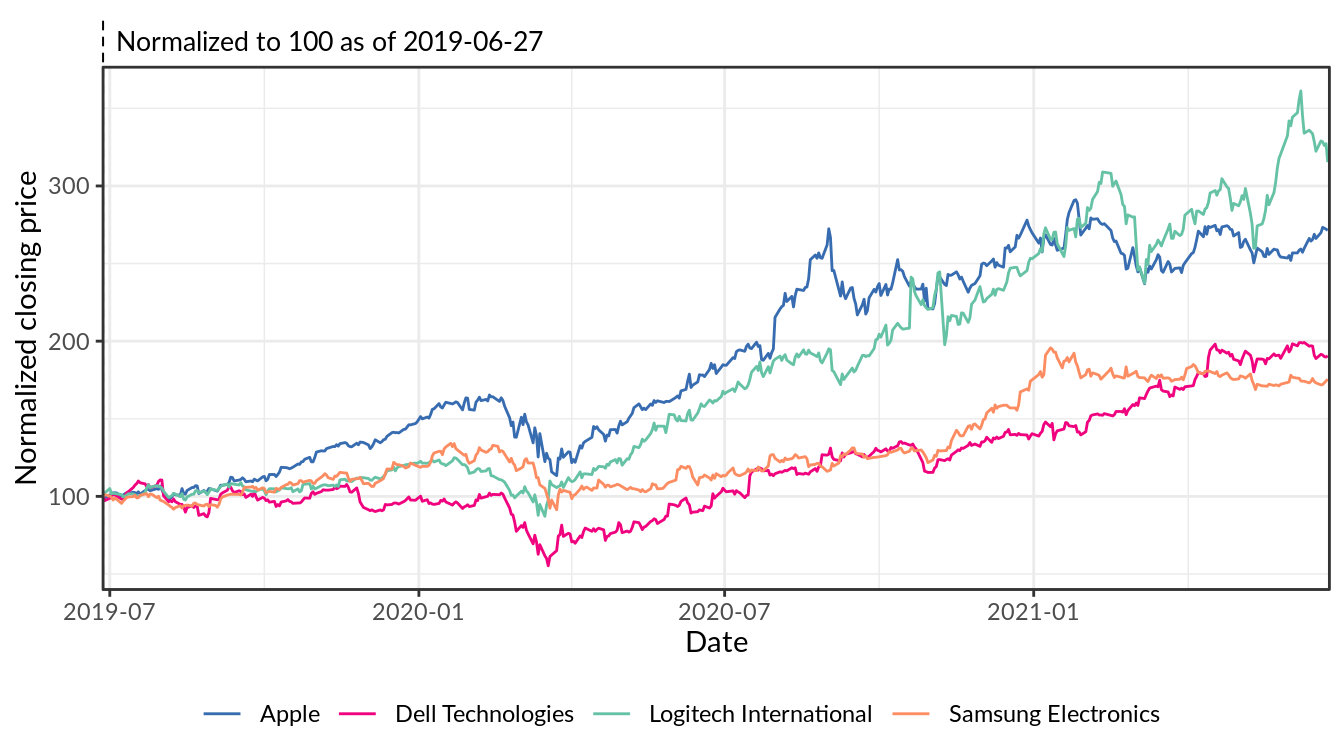 Normalized to 100 as of 2019-06-27
Normalized closing price
300
200
100
2019-07 2020-01 2020-07 2021-01
Date
Apple Dell Technologies Logitech International Samsung Electronics